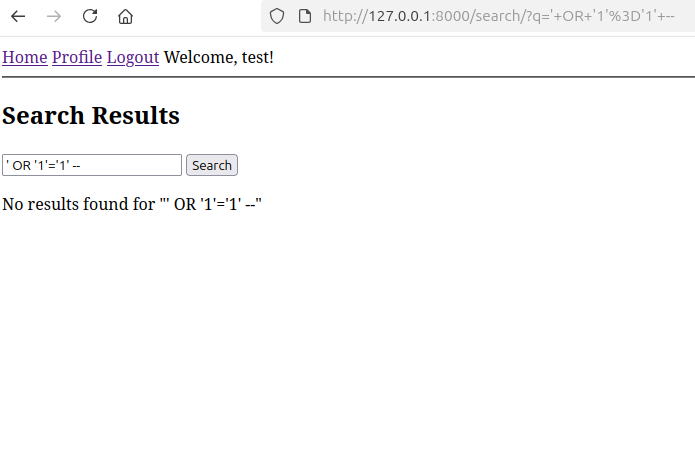 http://127.0.0.1:8000/search/?q='+OR+'1'%3D'1'+--
Home Profile Logout Welcome, test!
Search Results
' OR '1'='1' -- Search
No results found for "' OR '1'='1' --"